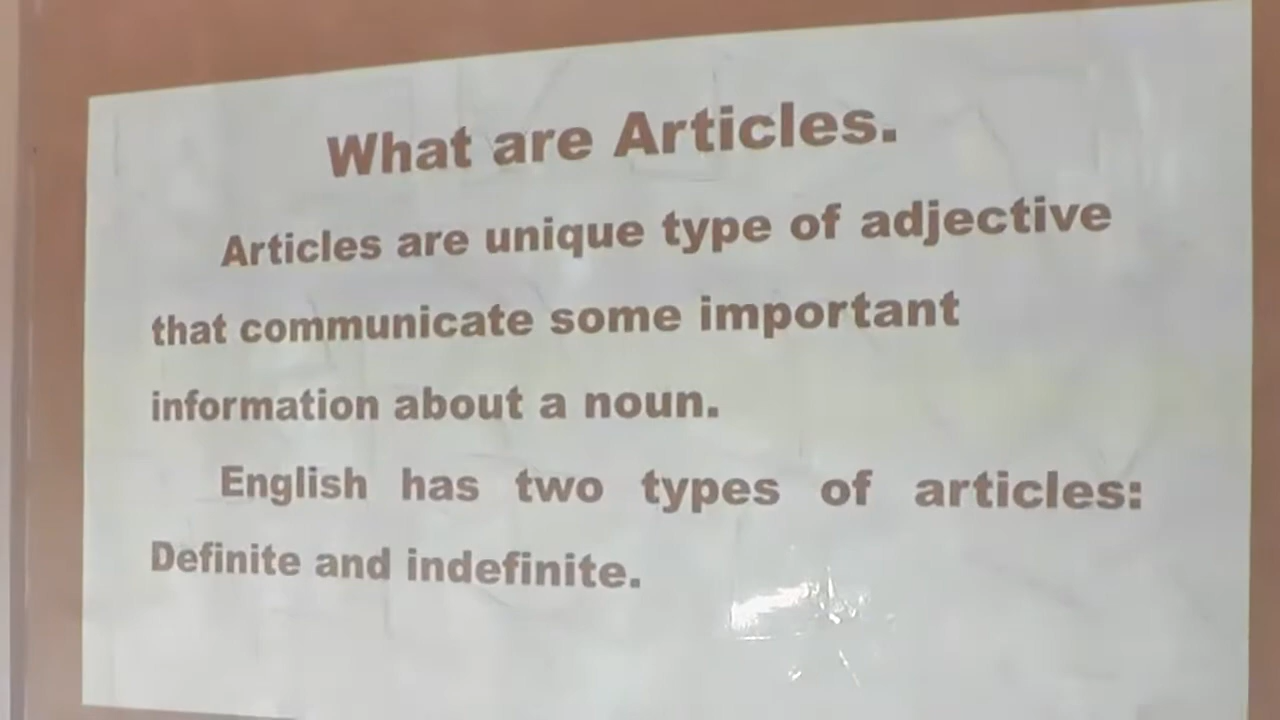 What are Articles.
Articles are unique type of adjective
that communicate some important
information about a noun.
English has two types of articles:
Definite and indefinite.